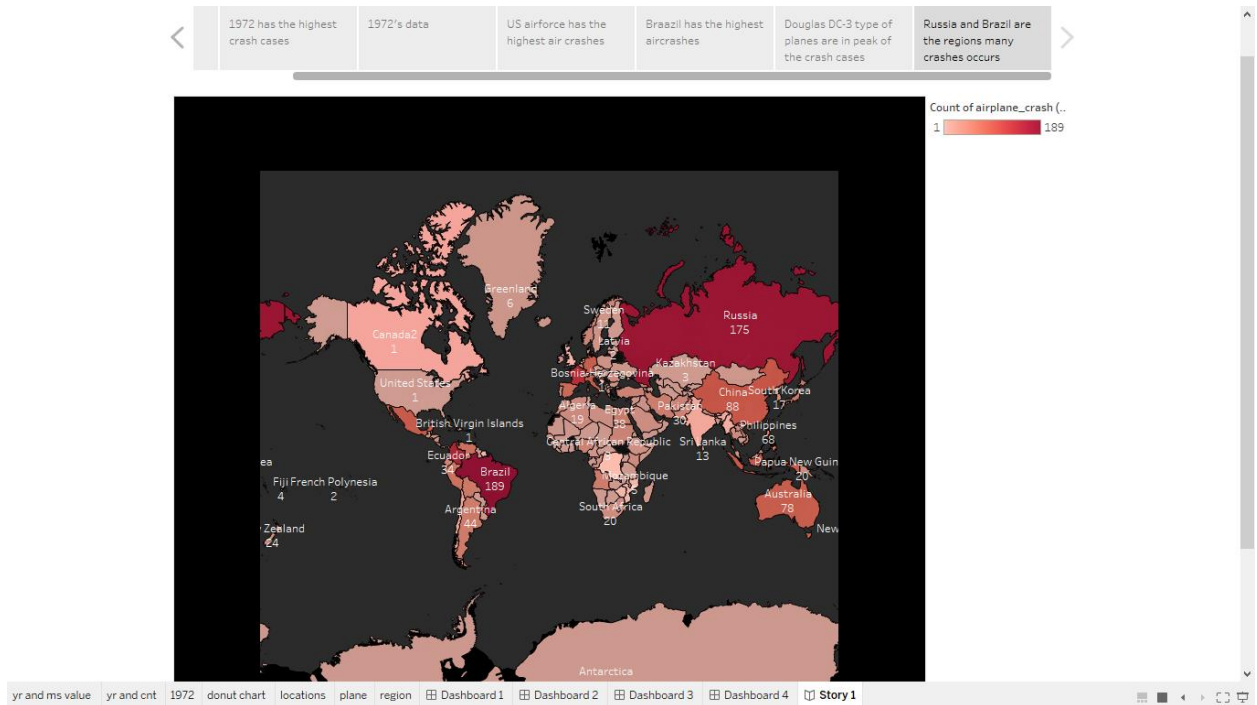 1972 has the highest
crash cases
1972's data
US airforce has the
highest air crashes
Braazil has the highest
aircrashes
Douglas DC-3 type of
planes are in peak of
the crash cases
Russia and Brazil are
the regions many
crashes occurs
Count of airplane_crash (..
1 189
Greenland
6
Sweden
11
Russia
175
Canada2
1
Latvia
Kazakhstan
3
Bosnia-Herzegovina
1
United States
1
China
88
South Korea
17
Algeria
19
Egypt
38
Pakistan
30
British Virgin Islands
1
Philippines
68
Central African Republic
Sri Lanka
13
Ecuador
34
Papua New Guin
20
ea
Brazil
189
Mozambique
5
Fiji
4
French Polynesia
2
Australia
78
Argentina
44
South Africa
20
Zealand
24
New
Antarctica
yr and ms value yr and cnt 1972 donut chart locations plane region Dashboard 1 Dashboard 2 Dashboard 3 Dashboard 4 Story 1